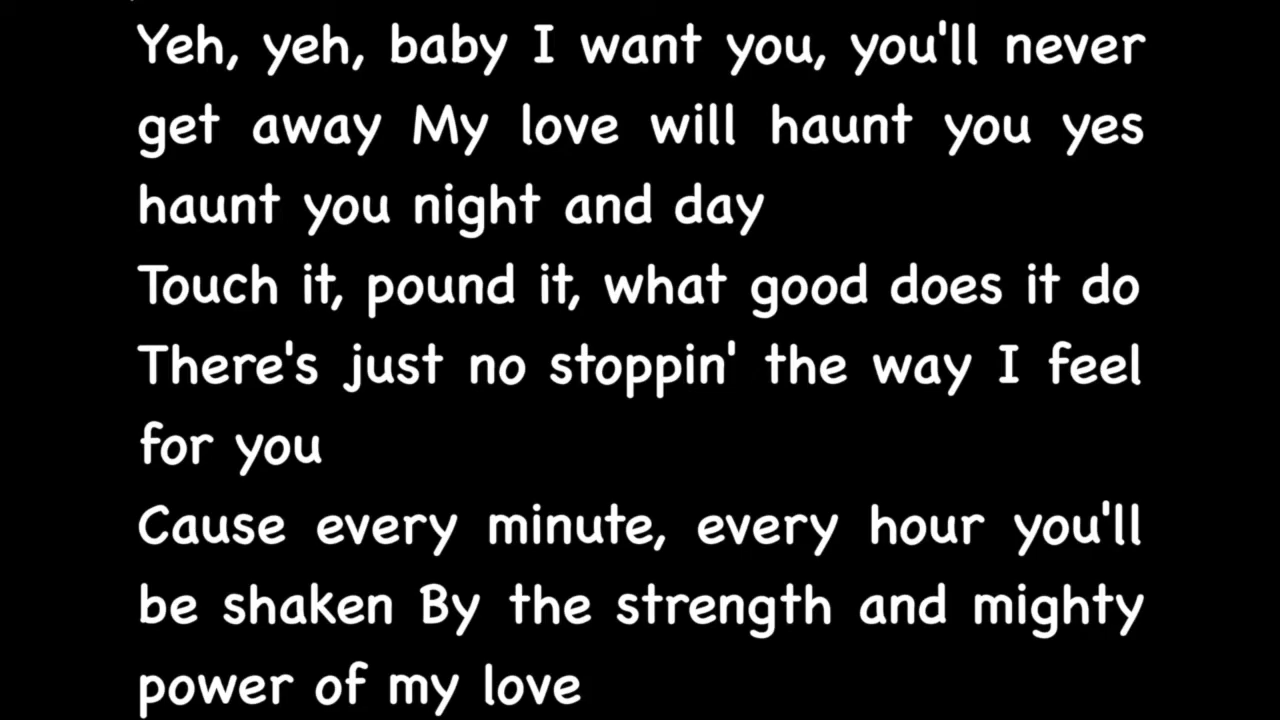 Yeh, yeh, baby I want you, you'll never
get away My love will haunt you yes
haunt you night and day
Touch it, pound it, what good does it do
There's just no stoppin' the way I feel
for you
Cause every minute, every hour you'll
be shaken By the strength and mighty
power of my love